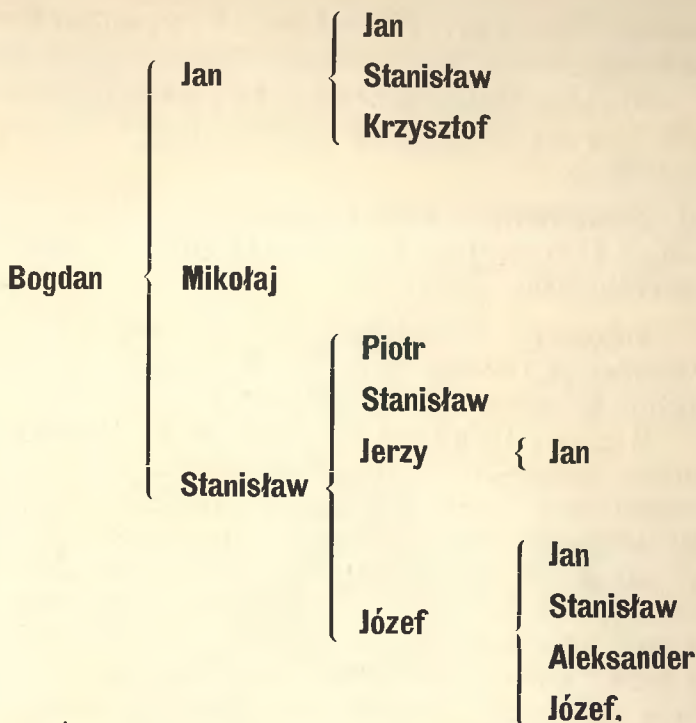 Jan
Jan Stanisław
Krzysztof
Bogdan Mikołaj
Piotr
Stanisław
Jerzy { Jan
Stanisław
Jan
Stanisław
Józef
Aleksander
Józef,